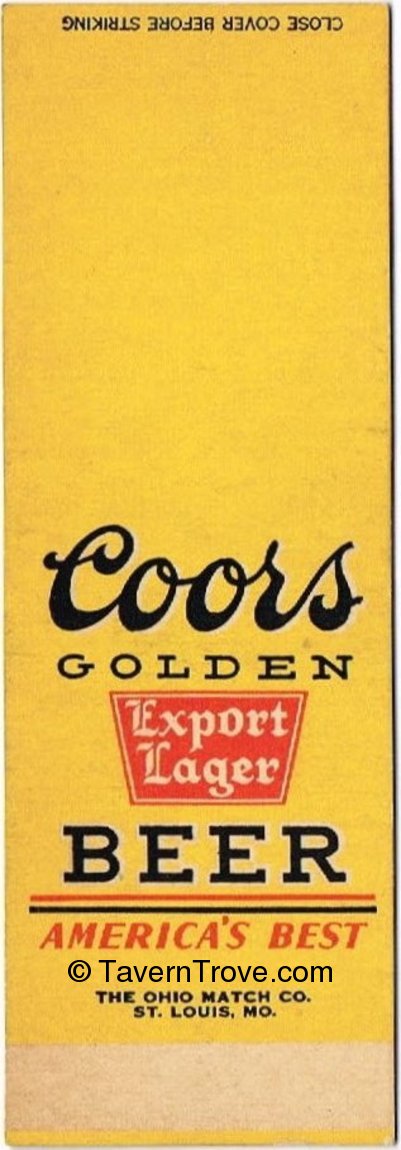 CLOSE COVER BEFORE STRIKING
Coors
GOLDEN
Export
Lager
BEER
AMERICA'S BEST
© TavernTrove.com
THE OHIO MATCH CO.
ST. LOUIS, MO.